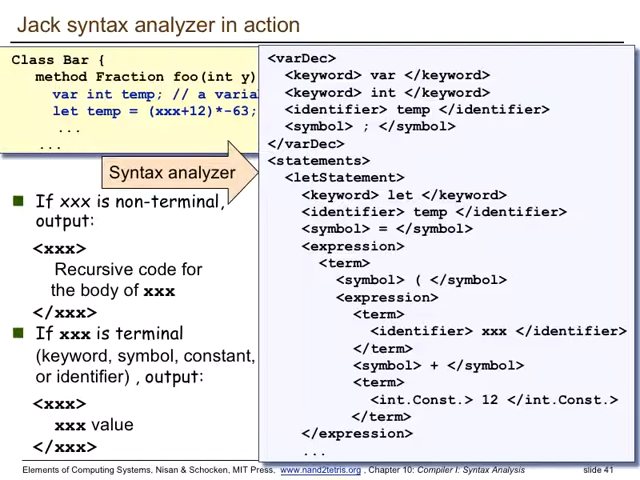 Jack syntax analyzer in action
Class Bar {
method Fraction foo(int y)
var int temp; // a varia
let temp = (xxx+12)*-63;
...
...
Syntax analyzer
If xxx is non-terminal,
output:
<xxx>
Recursive code for
the body of xxx
</xxx>
If xxx is terminal
(keyword, symbol, constant,
or identifier) , output:
<xxx>
xxx value
</xxx>
<varDec>
<keyword> var </keyword>
<keyword> int </keyword>
<identifier> temp </identifier>
<symbol> ; </symbol>
</varDec>
<statements>
<letStatement>
<keyword> let </keyword>
<identifier> temp </identifier>
<symbol> = </symbol>
<expression>
<term>
<symbol> ( </symbol>
<expression>
<term>
<identifier> xxx </identifier>
</term>
<symbol> + </symbol>
<term>
<int.Const.> 12 </int.Const.>
</term>
</expression>
...
Elements of Computing Systems, Nisan & Schocken, MIT Press, www.nand2tetris.org , Chapter 10: Compiler I: Syntax Analysis slide 41